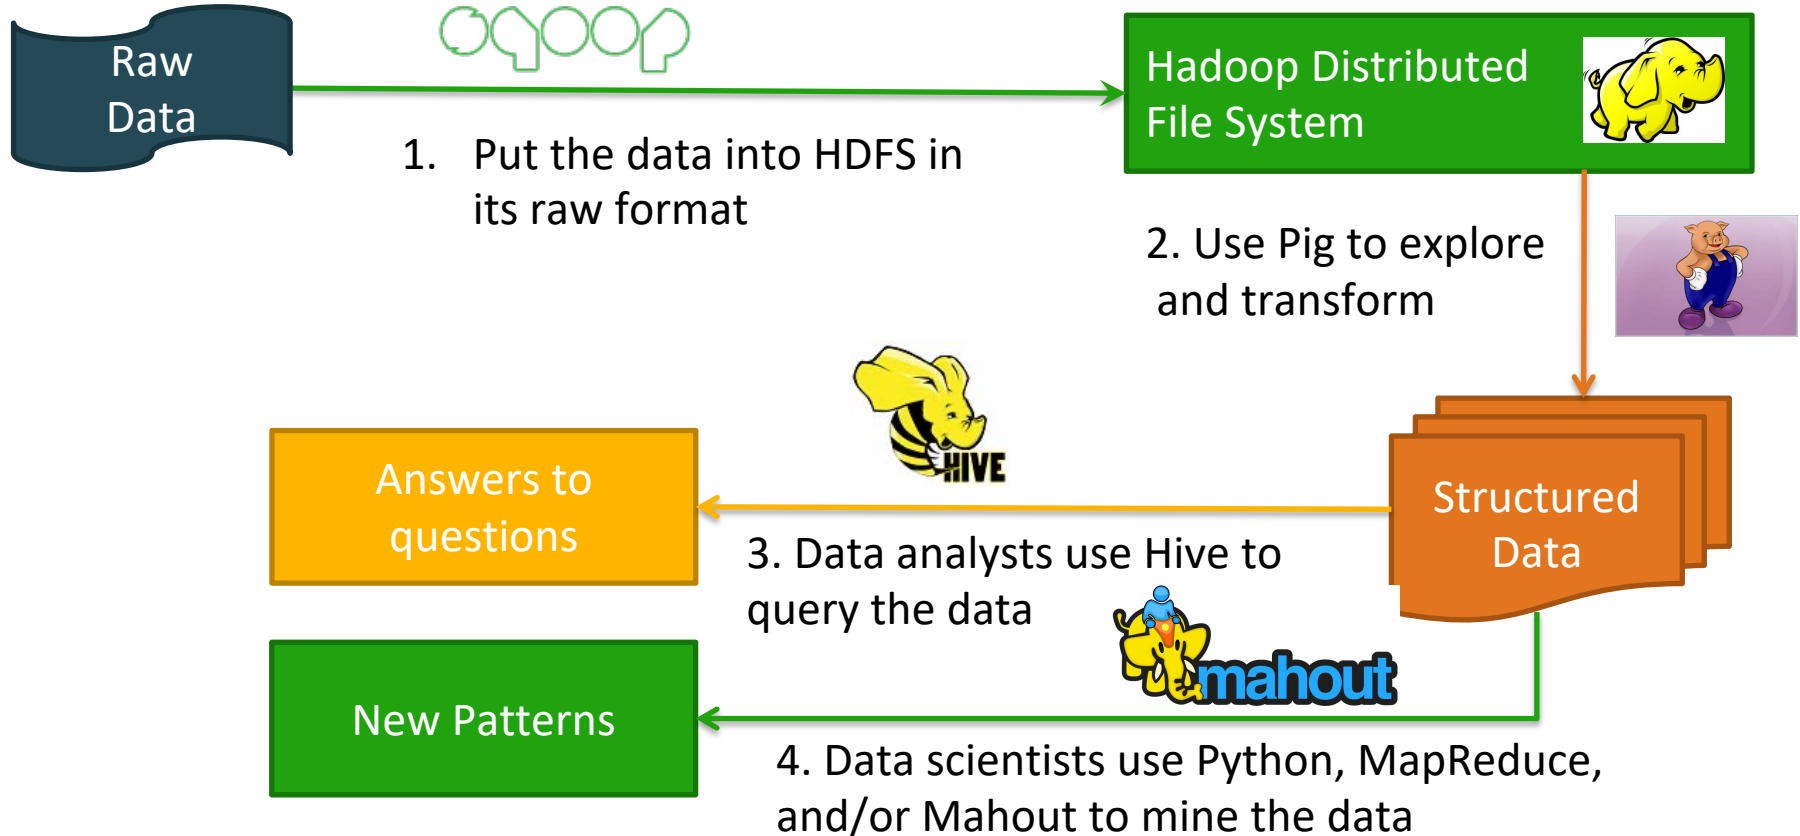 Raw
Data
sqoop
Hadoop Distributed
File System
1. Put the data into HDFS in
its raw format
2. Use Pig to explore
and transform
HIVE
Answers to
questions
Structured
Data
3. Data analysts use Hive to
query the data
mahout
New Patterns
4. Data scientists use Python, MapReduce,
and/or Mahout to mine the data